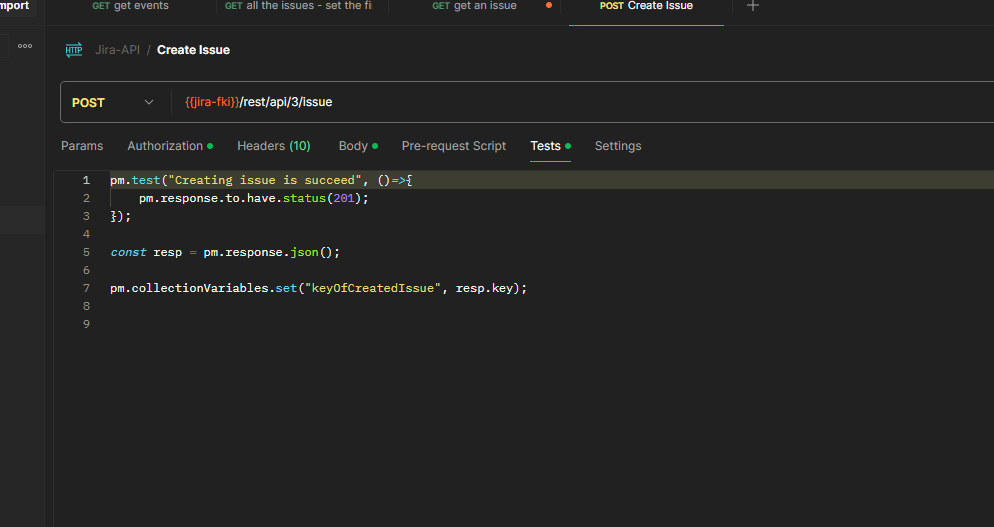 mport
GET get events
GET all the issues - set the fi
GET get an issue
POST Create Issue
HTTP Jira-API / Create Issue
POST {{jira-fki}}/rest/api/3/issue
Params Authorization Headers (10) Body Pre-request Script Tests Settings
1 pm.test("Creating issue is succeed", ()=>{
2 pm.response.to.have.status(201);
3 });
4
5 const resp = pm.response.json();
6
7 pm.collectionVariables.set("keyOfCreatedIssue", resp.key);
8
9